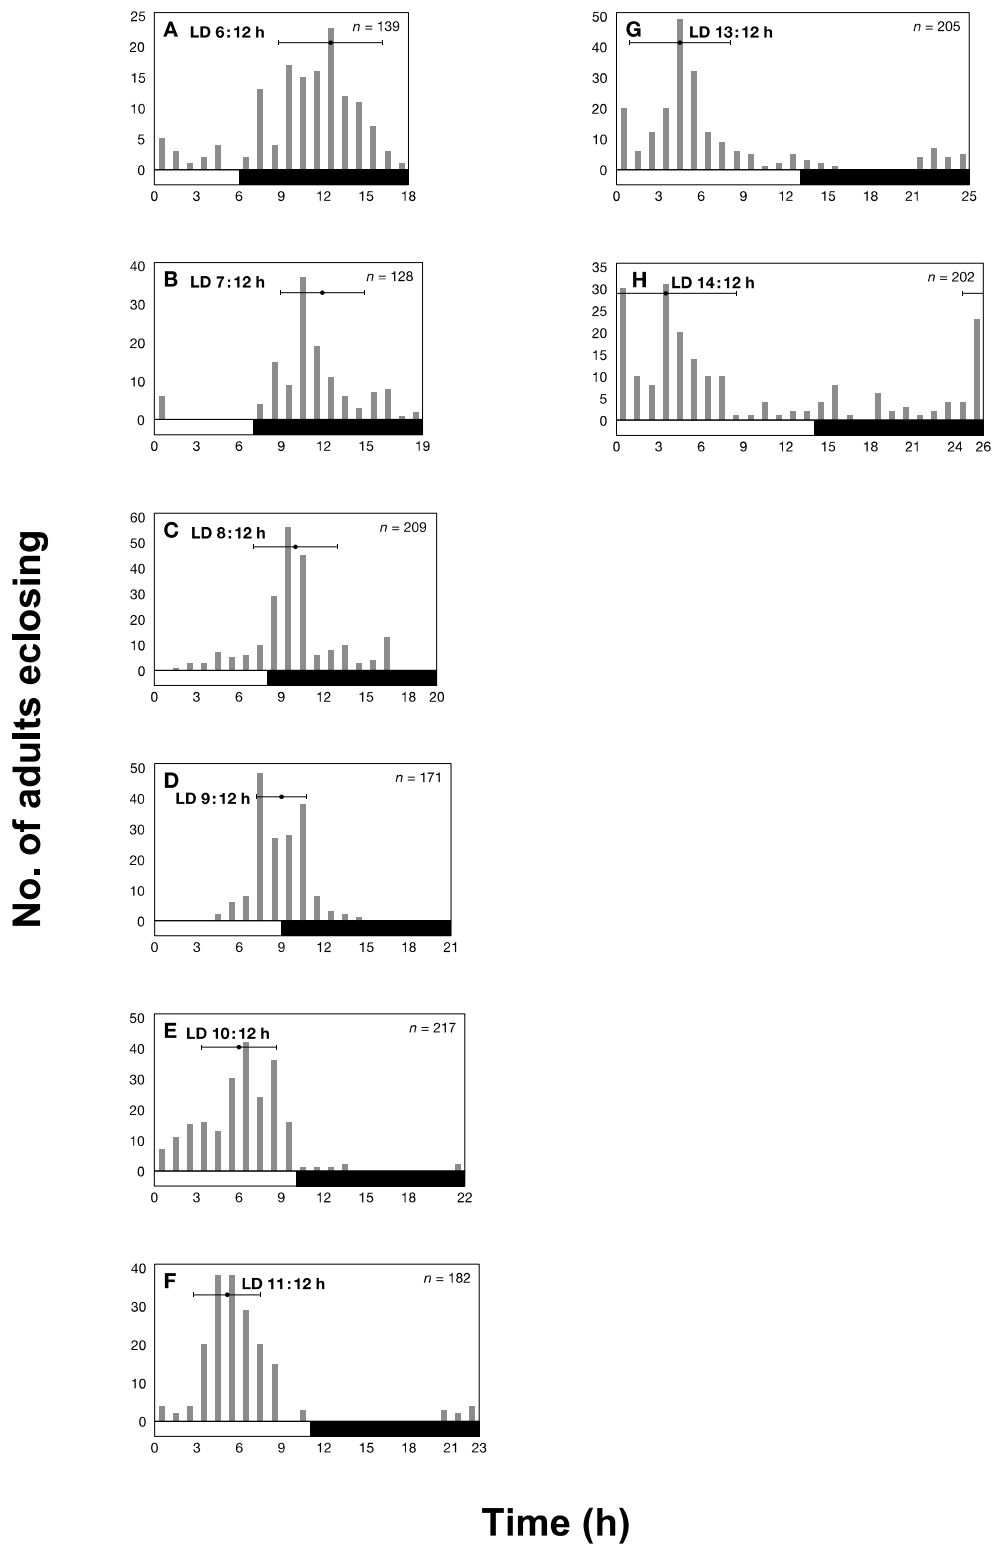 No. of adults eclosing
A LD 6:12 h n = 139
25
20
15
10
5
0
0 3 6 9 12 15 18
B LD 7:12 h n = 128
40
30
20
10
0
0 3 6 9 12 15 19
C LD 8:12 h n = 209
60
50
40
30
20
10
0
0 3 6 9 12 15 18 20
D n = 171
LD 9:12 h
50
40
30
20
10
0
0 3 6 9 12 15 18 21
E LD 10:12 h n = 217
50
40
30
20
10
0
0 3 6 9 12 15 18 22
F LD 11:12 h n = 182
40
30
20
10
0
0 3 6 9 12 15 18 21 23
G LD 13:12 h n = 205
50
40
30
20
10
0
0 3 6 9 12 15 18 21 25
H LD 14:12 h n = 202
35
30
25
20
15
10
5
0
0 3 6 9 12 15 18 21 24 26
Time (h)